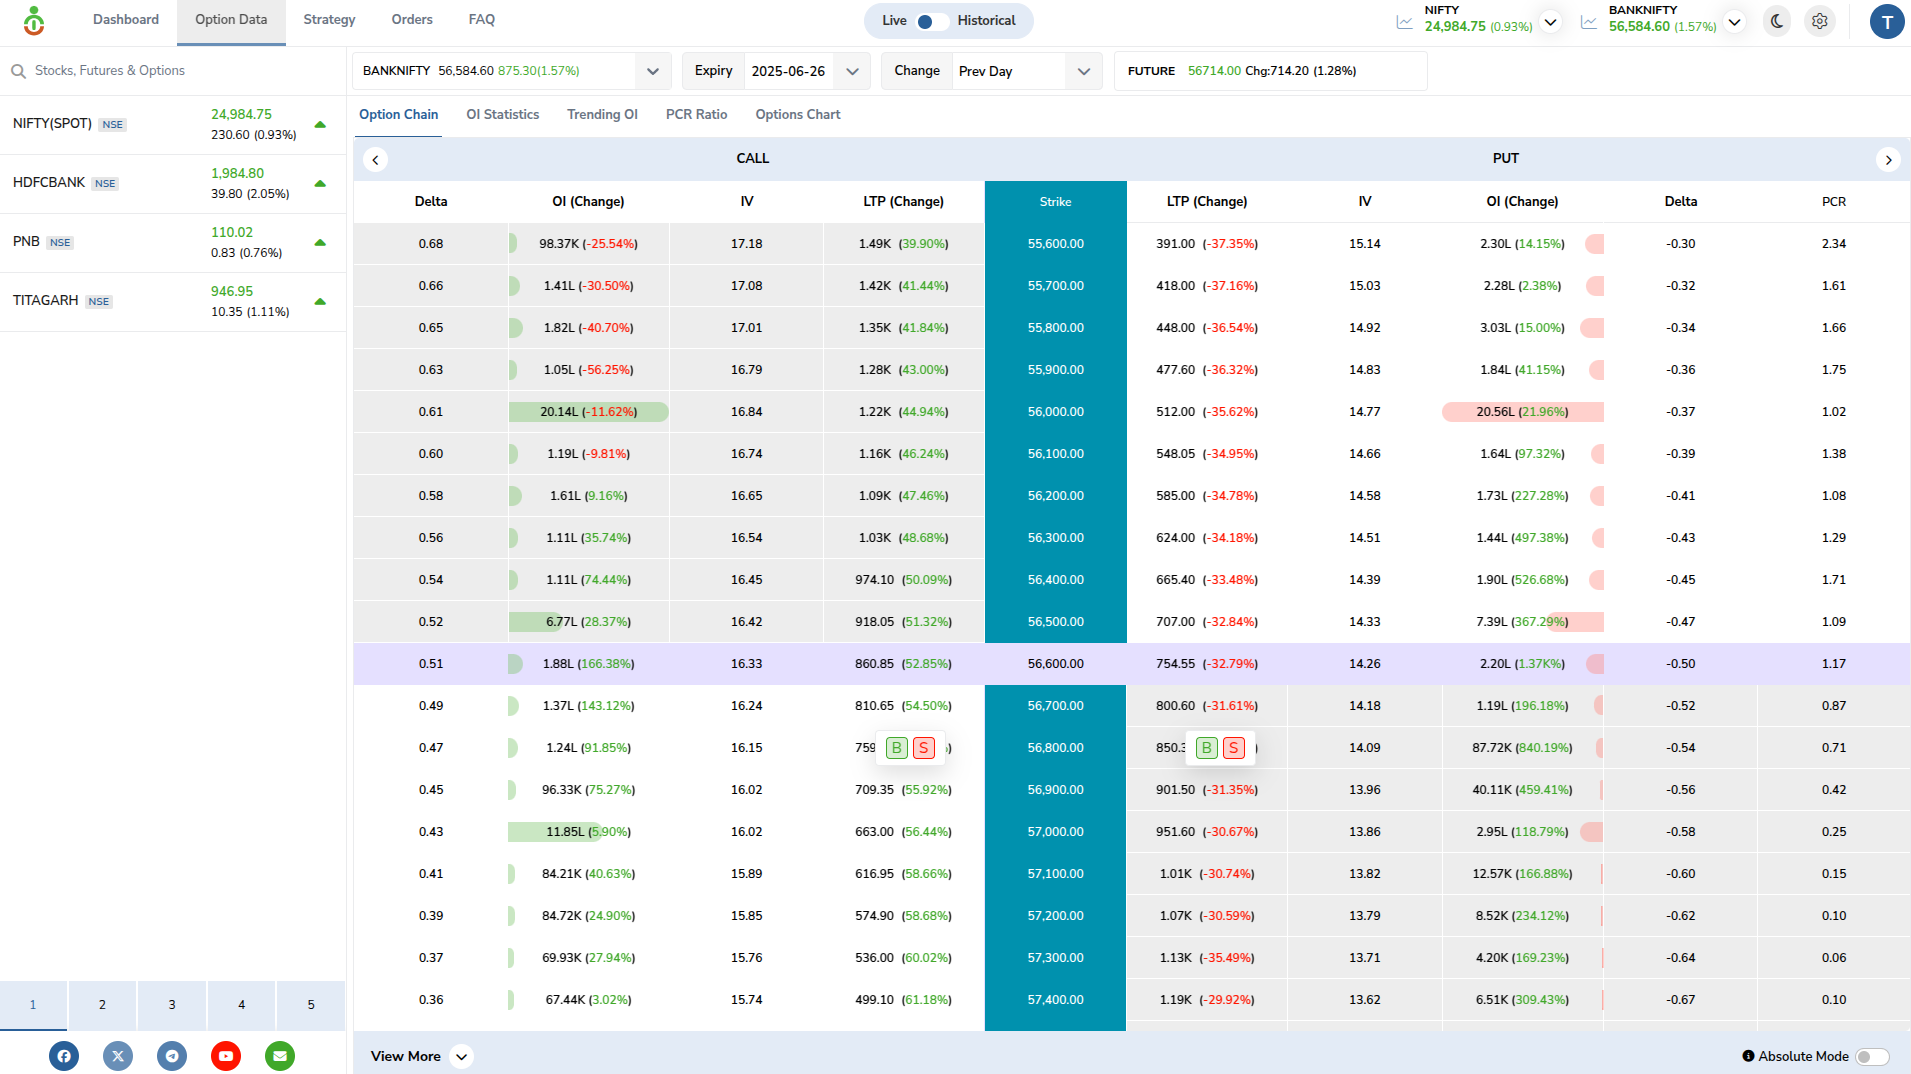 Dashboard Option Data Strategy Orders FAQ Live Historical NIFTY 24,984.75 (0.93%) BANKNIFTY 56,584.60 (1.57%) T
Stocks, Futures & Options
BANKNIFTY 56,584.60 875.30(1.57%) Expiry 2025-06-26 Change Prev Day FUTURE 56714.00 Chg:714.20 (1.28%)
NIFTY(SPOT) NSE 24,984.75 230.60 (0.93%)
HDFCBANK NSE 1,984.80 39.80 (2.05%)
PNB NSE 110.02 0.83 (0.76%)
TITAGARH NSE 946.95 10.35 (1.11%)
Option Chain OI Statistics Trending OI PCR Ratio Options Chart
CALL PUT
Delta OI (Change) IV LTP (Change) Strike LTP (Change) IV OI (Change) Delta PCR
0.68 98.37K (-25.54%) 17.18 1.49K (39.90%) 55,600.00 391.00 (-37.35%) 15.14 2.30L (14.15%) -0.30 2.34
0.66 1.41L (-30.50%) 17.08 1.42K (41.44%) 55,700.00 418.00 (-37.16%) 15.03 2.28L (2.38%) -0.32 1.61
0.65 1.82L (-40.70%) 17.01 1.35K (41.84%) 55,800.00 448.00 (-36.54%) 14.92 3.03L (15.00%) -0.34 1.66
0.63 1.05L (-56.25%) 16.79 1.28K (43.00%) 55,900.00 477.60 (-36.32%) 14.83 1.84L (41.15%) -0.36 1.75
0.61 20.14L (-11.62%) 16.84 1.22K (44.94%) 56,000.00 512.00 (-35.62%) 14.77 20.56L (21.96%) -0.37 1.02
0.60 1.19L (-9.81%) 16.74 1.16K (46.24%) 56,100.00 548.05 (-34.95%) 14.66 1.64L (97.32%) -0.39 1.38
0.58 1.61L (9.16%) 16.65 1.09K (47.46%) 56,200.00 585.00 (-34.78%) 14.58 1.73L (227.28%) -0.41 1.08
0.56 1.11L (35.74%) 16.54 1.03K (48.68%) 56,300.00 624.00 (-34.18%) 14.51 1.44L (497.38%) -0.43 1.29
0.54 1.11L (74.44%) 16.45 974.10 (50.09%) 56,400.00 665.40 (-33.48%) 14.39 1.90L (526.68%) -0.45 1.71
0.52 6.77L (28.37%) 16.42 918.05 (51.32%) 56,500.00 707.00 (-32.84%) 14.33 7.39L (367.29%) -0.47 1.09
0.51 1.88L (166.38%) 16.33 860.85 (52.85%) 56,600.00 754.55 (-32.79%) 14.26 2.20L (1.37K%) -0.50 1.17
0.49 1.37L (143.12%) 16.24 810.65 (54.50%) 56,700.00 800.60 (-31.61%) 14.18 1.19L (196.18%) -0.52 0.87
0.47 1.24L (91.85%) 16.15 759 B S ) 56,800.00 850.3 B S ) 14.09 87.72K (840.19%) -0.54 0.71
0.45 96.33K (75.27%) 16.02 709.35 (55.92%) 56,900.00 901.50 (-31.35%) 13.96 40.11K (459.41%) -0.56 0.42
0.43 11.85L (5.90%) 16.02 663.00 (56.44%) 57,000.00 951.60 (-30.67%) 13.86 2.95L (118.79%) -0.58 0.25
0.41 84.21K (40.63%) 15.89 616.95 (58.66%) 57,100.00 1.01K (-30.74%) 13.82 12.57K (166.88%) -0.60 0.15
0.39 84.72K (24.90%) 15.85 574.90 (58.68%) 57,200.00 1.07K (-30.59%) 13.79 8.52K (234.12%) -0.62 0.10
0.37 69.93K (27.94%) 15.76 536.00 (60.02%) 57,300.00 1.13K (-35.49%) 13.71 4.20K (169.23%) -0.64 0.06
0.36 67.44K (3.02%) 15.74 499.10 (61.18%) 57,400.00 1.19K (-29.92%) 13.62 6.51K (309.43%) -0.67 0.10
1 2 3 4 5
View More Absolute Mode